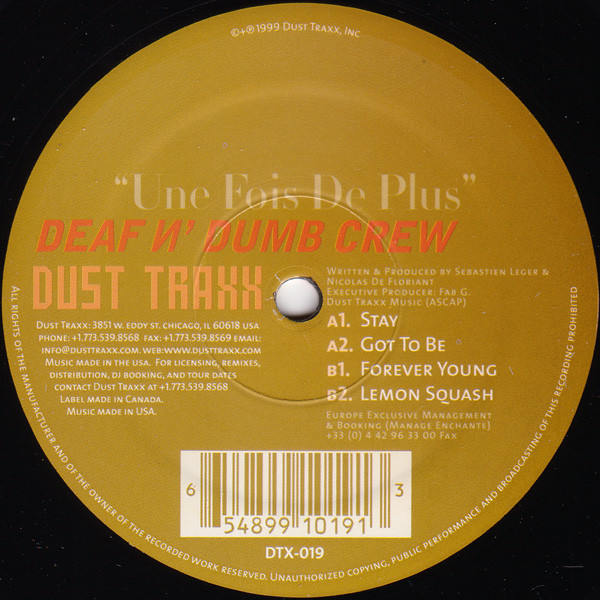 ©+℗1999 Dust Traxx, Inc
"Une Fois De Plus"
DEAF N' DUMB CREW
DUST TRAXX
Written & Produced by Sebastien Leger &
Nicolas De Floriant
Executive Producer: Fab G.
Dust Traxx Music (ASCAP)
A1. Stay
A2. Got To Be
B1. Forever Young
B2. Lemon Squash
Europe Exclusive Management
& Booking (Manage Enchante)
+33 (0) 4 42 96 33 00 Fax
Dust Traxx: 3851 W. Eddy St. Chicago, IL 60618 USA
phone: +1.773.539.8568 fax: +1.773.539.8569 email:
info@dusttraxx.com. web:www.dusttraxx.com
Music made in the USA. For licensing, remixes,
distribution, DJ booking, and tour dates
contact Dust Traxx at +1.773.539.8568
Label made in Canada.
Music made in USA.
6 54899 10191 3
DTX-019
All rights of the manufacturer and of the owner of the recorded work reserved. Unauthorized copying, public performance and broadcasting of this recording prohibited